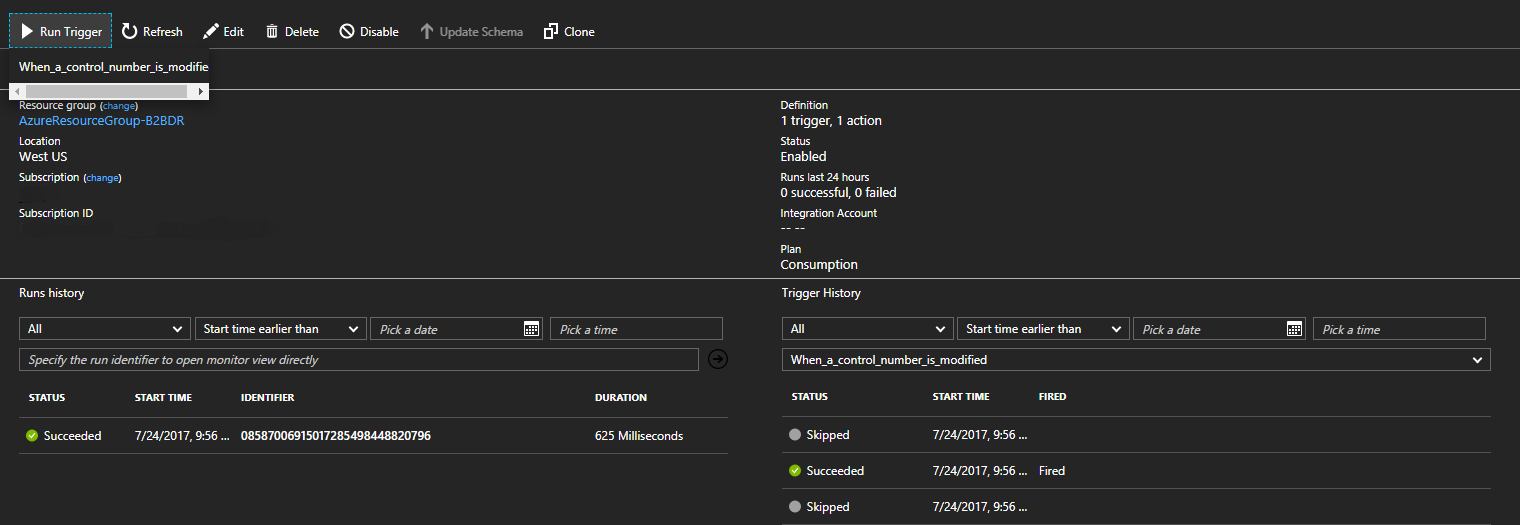 Run Trigger Refresh Edit Delete Disable Update Schema Clone
When_a_control_number_is_modifie
Resource group (change)
AzureResourceGroup-B2BDR
Location
West US
Subscription (change)
Subscription ID
Definition
1 trigger, 1 action
Status
Enabled
Runs last 24 hours
0 successful, 0 failed
Integration Account
-- --
Plan
Consumption
Runs history
All Start time earlier than Pick a date Pick a time
Specify the run identifier to open monitor view directly
STATUS START TIME IDENTIFIER DURATION
Succeeded 7/24/2017, 9:56 ... 08587006915017285498448820796 625 Milliseconds
Trigger History
All Start time earlier than Pick a date Pick a time
When_a_control_number_is_modified
STATUS START TIME FIRED
Skipped 7/24/2017, 9:56 ...
Succeeded 7/24/2017, 9:56 ... Fired
Skipped 7/24/2017, 9:56 ...